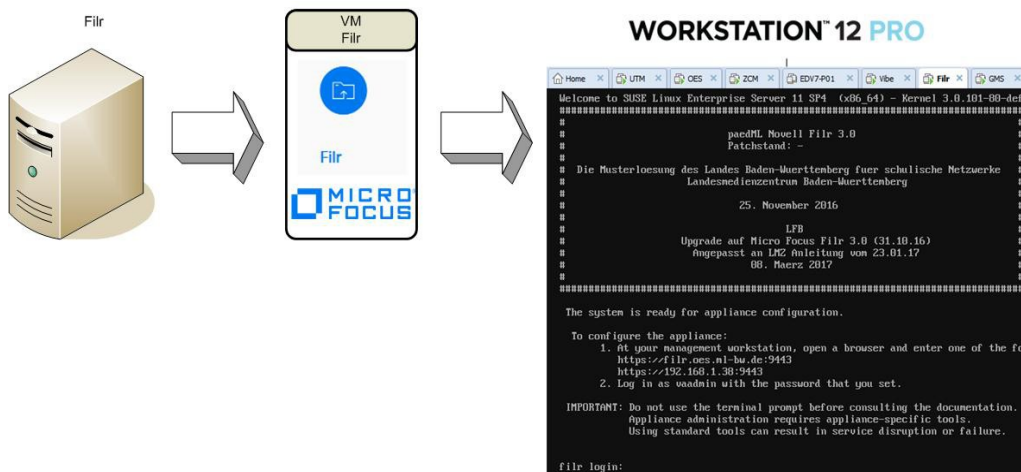 Filr
VM
Filr
Filr
MICRO
FOCUS
WORKSTATION™ 12 PRO
Home × UTM × OES × ZCM × EDV7-P01 × Vibe × Filr × GMS ×
Welcome to SUSE Linux Enterprise Server 11 SP4 (x86_64) - Kernel 3.0.101-80-def
paedML Novell Filr 3.0
Patchstand: -
Die Musterloesung des Landes Baden-Wuerttemberg fuer schulische Netzwerke
Landesmedienzentrum Baden-Wuerttemberg
25. November 2016
LFB
Upgrade auf Micro Focus Filr 3.0 (31.10.16)
Angepasst an LMZ Anleitung vom 23.01.17
08. Maerz 2017
The system is ready for appliance configuration.
To configure the appliance:
1. At your management workstation, open a browser and enter one of the fo
https://filr.oes.ml-bw.de:9443
https://192.168.1.38:9443
2. Log in as vaadmin with the password that you set.
IMPORTANT: Do not use the terminal prompt before consulting the documentation.
Appliance administration requires appliance-specific tools.
Using standard tools can result in service disruption or failure.
filr login: